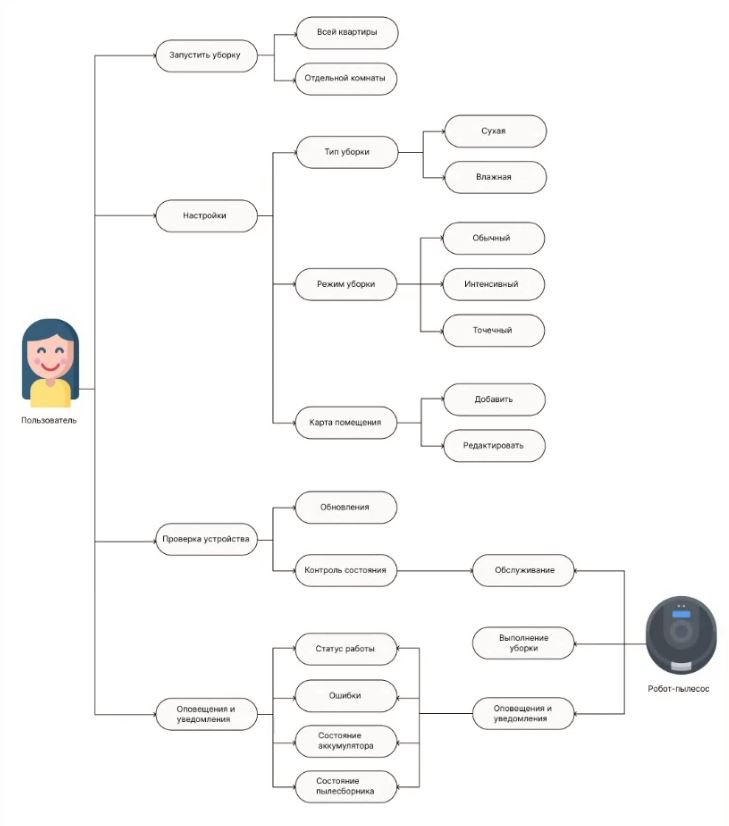 Всей квартиры
Запустить уборку
Отдельной комнаты
Сухая
Тип уборки
Влажная
Настройки
Обычный
Режим уборки
Интенсивный
Точечный
Добавить
Карта помещения
Редактировать
Пользователь
Обновления
Проверка устройства
Контроль состояния
Обслуживание
Выполнение
уборки
Робот-пылесос
Статус работы
Ошибки
Оповещения и
уведомления
Оповещения и
уведомления
Состояние
аккумулятора
Состояние
пылесборника